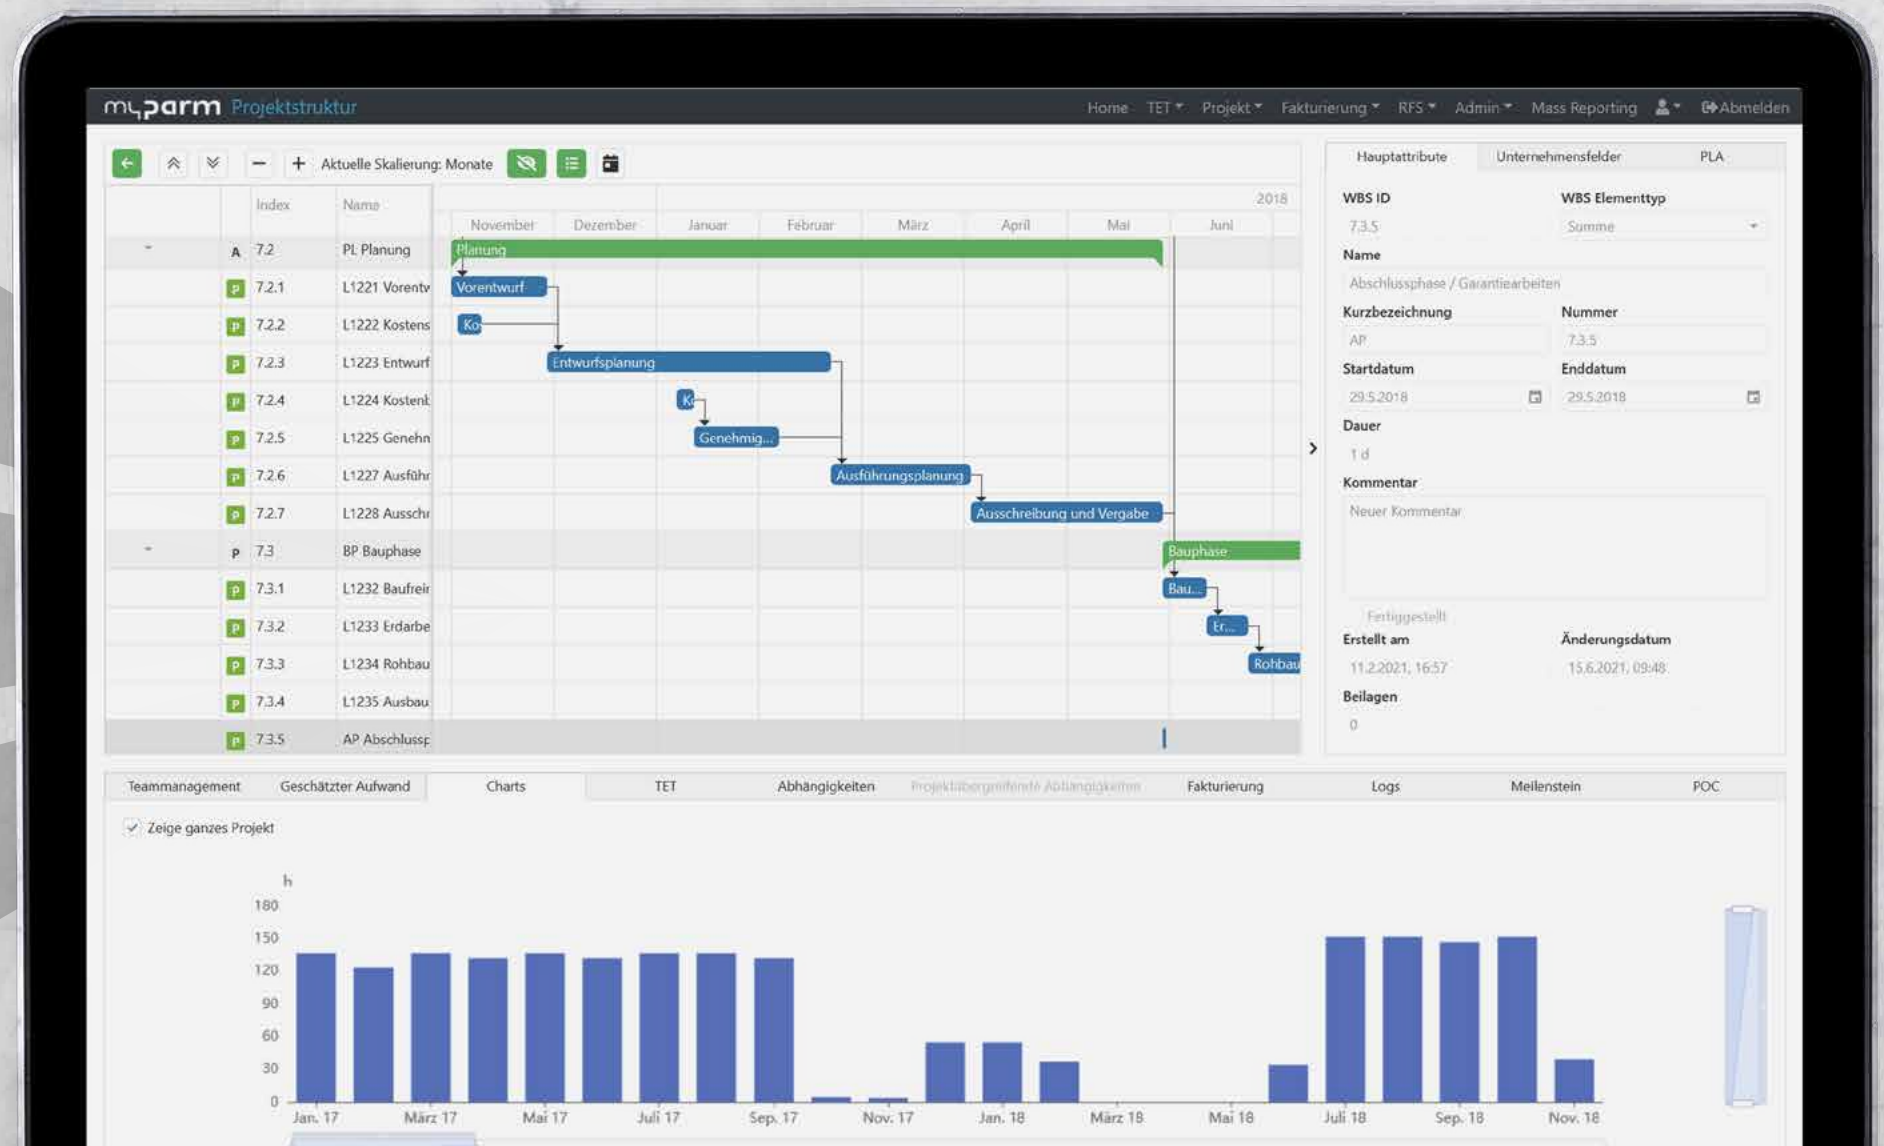 myparm Projektstruktur Home TET Projekt Fakturierung RFS Admin Mass Reporting Abmelden
Aktuelle Skalierung: Monate
Index Name 2018
November Dezember Januar Februar März April Mai Juni
A 7.2 PL Planung Planung
P 7.2.1 L1221 Vorentw Vorentwurf
P 7.2.2 L1222 Kostens Ko
P 7.2.3 L1223 Entwurf Entwurfsplanung
P 7.2.4 L1224 Kostenb K
P 7.2.5 L1225 Genehn Genehmig...
P 7.2.6 L1227 Ausführ Ausführungsplanung
P 7.2.7 L1228 Ausschr Ausschreibung und Vergabe
P 7.3 BP Bauphase Bauphase
P 7.3.1 L1232 Baufrein Bau...
P 7.3.2 L1233 Erdarbe Er...
P 7.3.3 L1234 Rohbau Rohbau
P 7.3.4 L1235 Ausbau
P 7.3.5 AP Abschlussp
Hauptattribute Unternehmensfelder PLA
WBS ID WBS Elementtyp
7.3.5 Summe
Name
Abschlussphase / Garantiearbeiten
Kurzbezeichnung Nummer
AP 7.3.5
Startdatum Enddatum
29.5.2018 29.5.2018
Dauer
1 d
Kommentar
Neuer Kommentar
Fertiggestellt
Erstellt am Änderungsdatum
11.2.2021, 16:57 15.6.2021, 09:48
Beilagen
0
Teammanagement Geschätzter Aufwand Charts TET Abhängigkeiten Projektübergreifende Abhängigkeiten Fakturierung Logs Meilenstein POC
Zeige ganzes Projekt
h
180
150
120
90
60
30
0
Jan. 17 März 17 Mai 17 Juli 17 Sep. 17 Nov. 17 Jan. 18 März 18 Mai 18 Juli 18 Sep. 18 Nov. 18